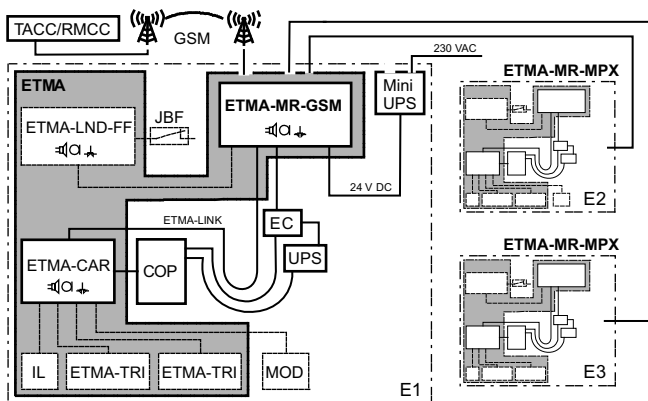 TACC/RMCC
GSM
230 VAC
ETMA-MR-MPX
ETMA
ETMA-MR-GSM
Mini
UPS
JBF
ETMA-LND-FF
24 V DC
E2
ETMA-LINK
EC
ETMA-MR-MPX
UPS
ETMA-CAR
COP
IL
ETMA-TRI
ETMA-TRI
MOD
E1
E3